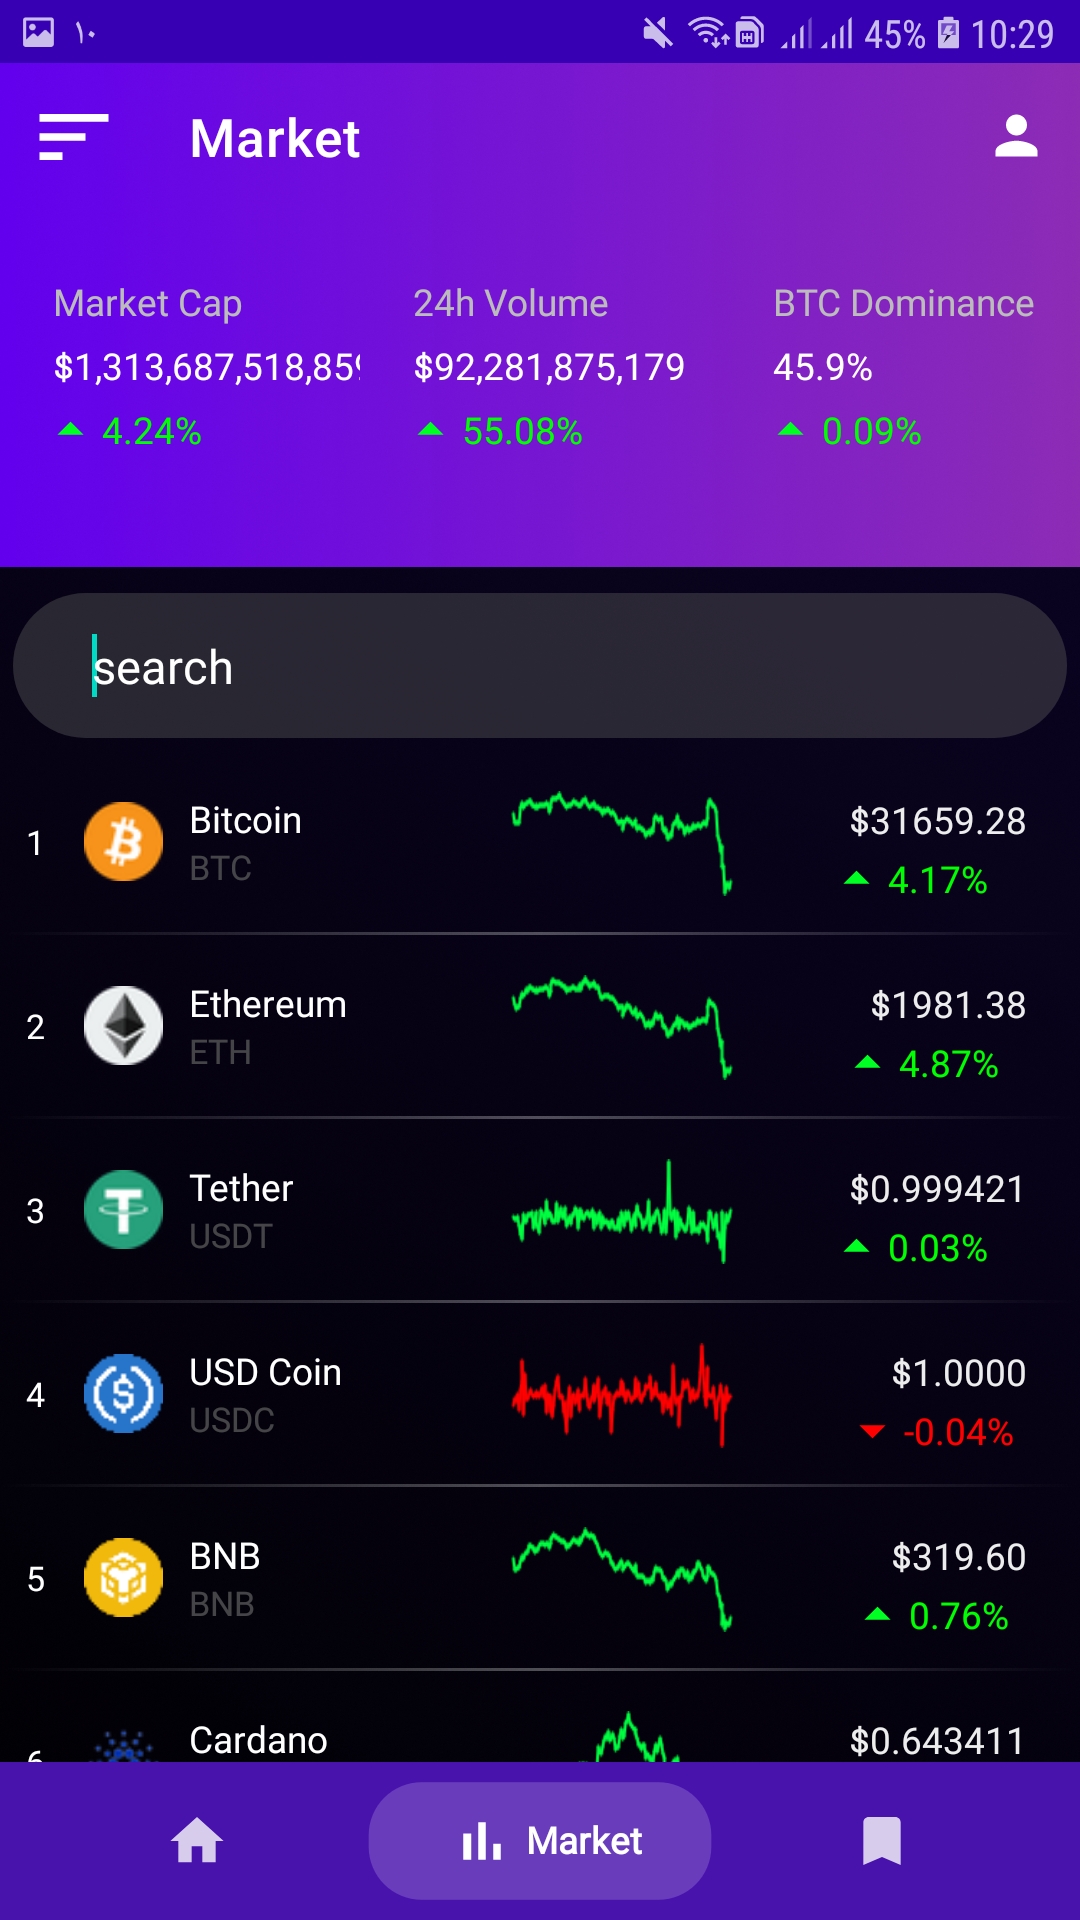 ١٠ 45% 10:29
Market
Market Cap 24h Volume BTC Dominance
$1,313,687,518,859 $92,281,875,179 45.9%
4.24% 55.08% 0.09%
search
1 Bitcoin BTC $31659.28 4.17%
2 Ethereum ETH $1981.38 4.87%
3 Tether USDT $0.999421 0.03%
4 USD Coin USDC $1.0000 -0.04%
5 BNB BNB $319.60 0.76%
6 Cardano $0.643411
Market